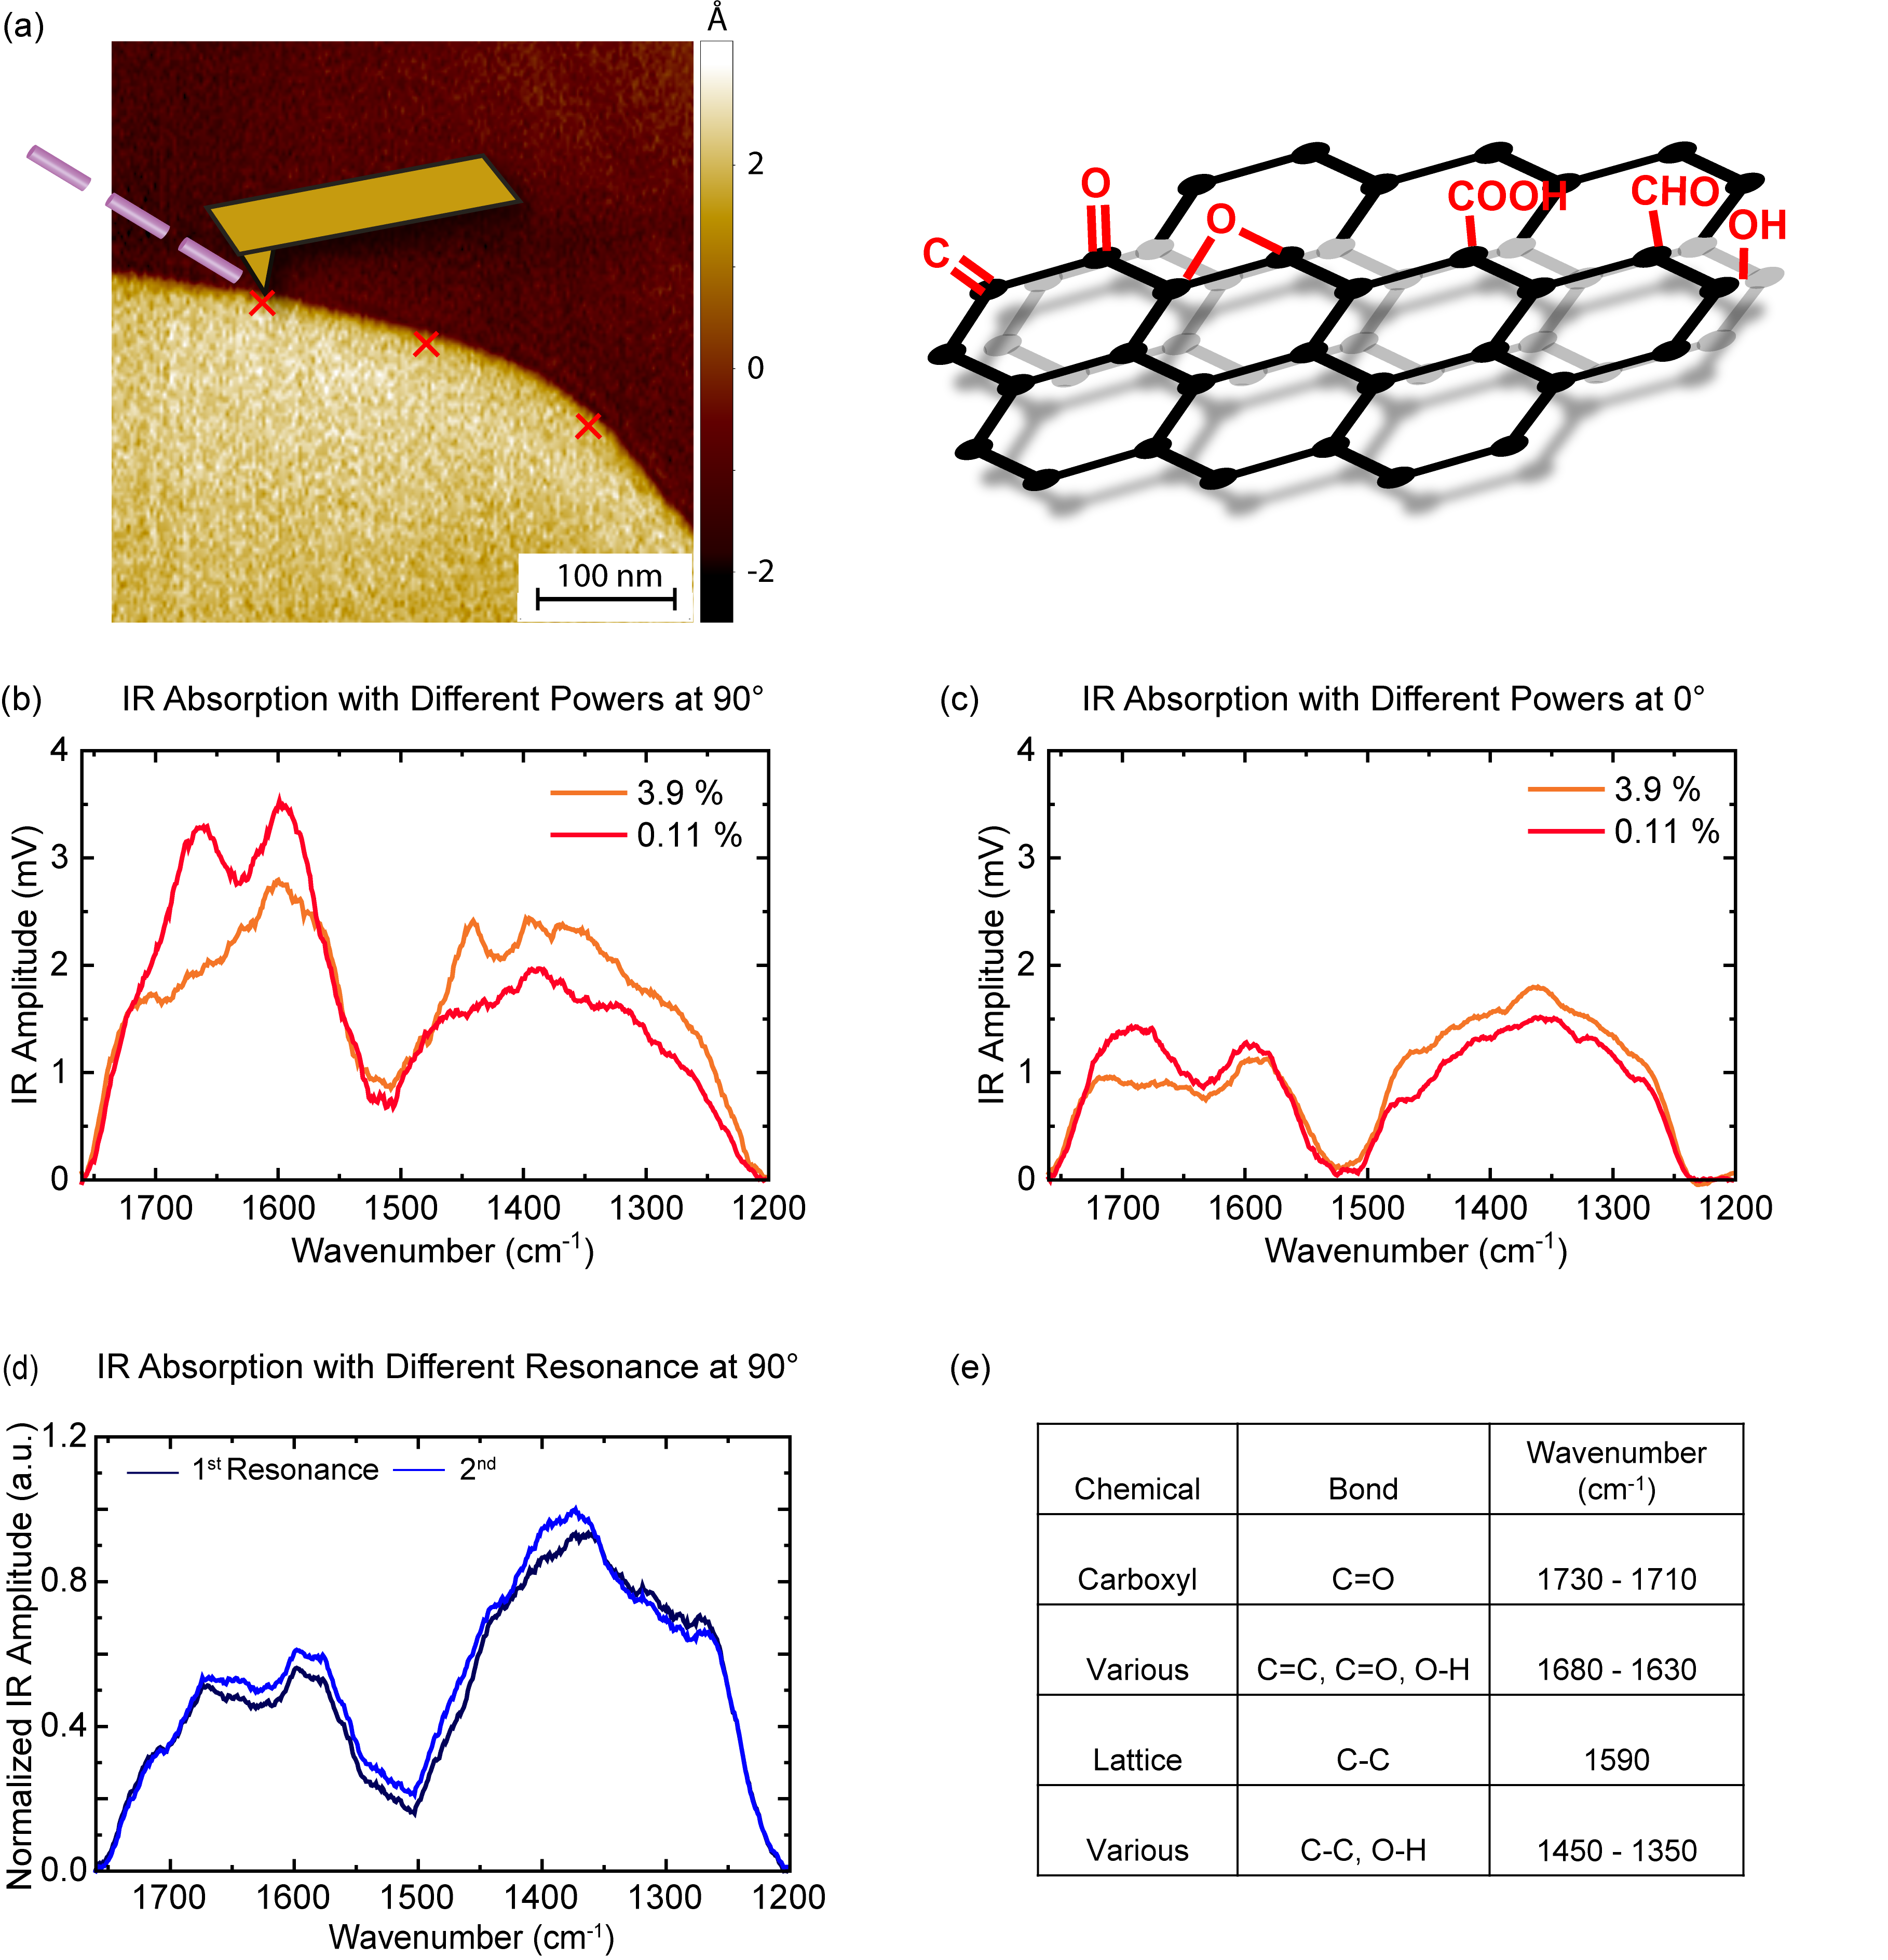 (a)
Å
2
0
-2
100 nm
O
O
C
COOH
CHO
OH
(b)
IR Absorption with Different Powers at 90°
4
3
2
1
0
3.9 %
0.11 %
IR Amplitude (mV)
1700 1600 1500 1400 1300 1200
Wavenumber (cm-1)
(c)
IR Absorption with Different Powers at 0°
4
3
2
1
0
3.9 %
0.11 %
IR Amplitude (mV)
1700 1600 1500 1400 1300 1200
Wavenumber (cm-1)
(d)
IR Absorption with Different Resonance at 90°
1.2
0.8
0.4
0.0
1st Resonance 2nd
Normalized IR Amplitude (a.u.)
1700 1600 1500 1400 1300 1200
Wavenumber (cm-1)
(e)
Chemical Bond Wavenumber
(cm-1)
Carboxyl C=O 1730 - 1710
Various C=C, C=O, O-H 1680 - 1630
Lattice C-C 1590
Various C-C, O-H 1450 - 1350